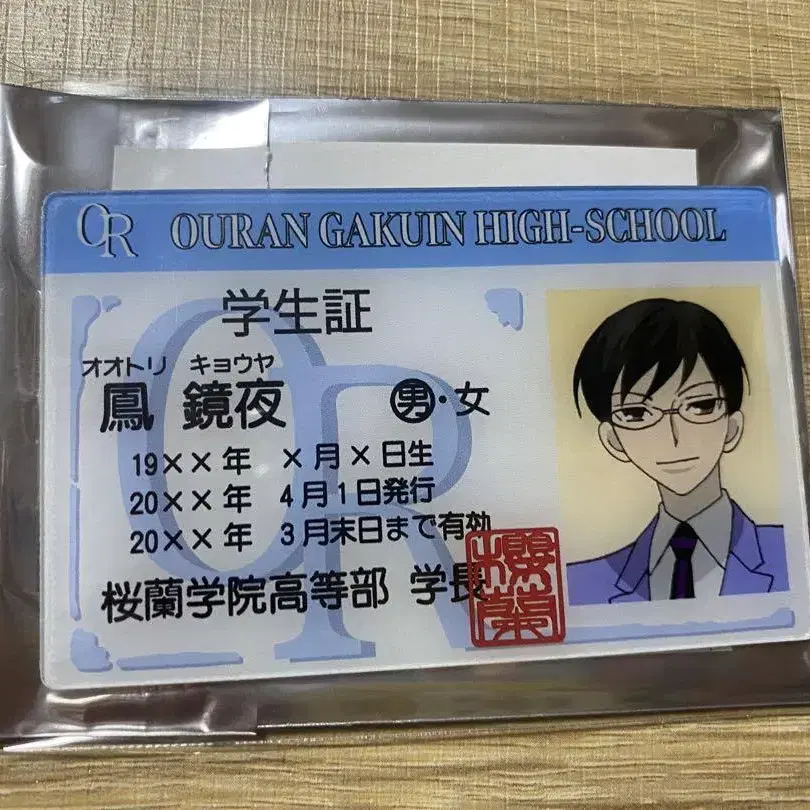 OR OURAN GAKUIN HIGH-SCHOOL
学生証
オオトリ キョウヤ
鳳 鏡夜 男・女
19××年 ×月×日生
20××年 4月1日発行
20××年 3月末日まで有効
桜蘭学院高等部 学長
櫻蘭